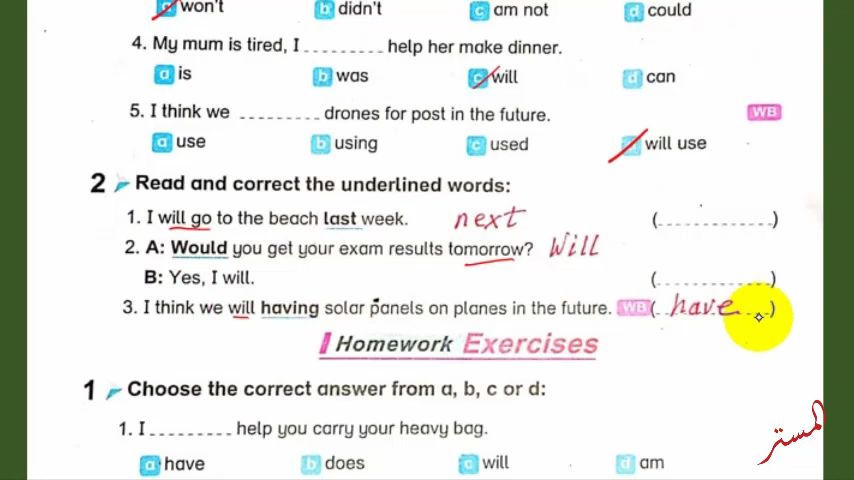 a won't b didn't c am not d could
4. My mum is tired, I ......... help her make dinner.
a is b was c will d can
5. I think we ......... drones for post in the future. WB
a use b using c used will use
2 Read and correct the underlined words:
1. I will go to the beach last week. next (............)
2. A: Would you get your exam results tomorrow? will
B: Yes, I will. (............)
3. I think we will having solar panels on planes in the future. WB (have)
Homework Exercises
1 Choose the correct answer from a, b, c or d:
1. I ......... help you carry your heavy bag.
a have b does c will d am
المستر